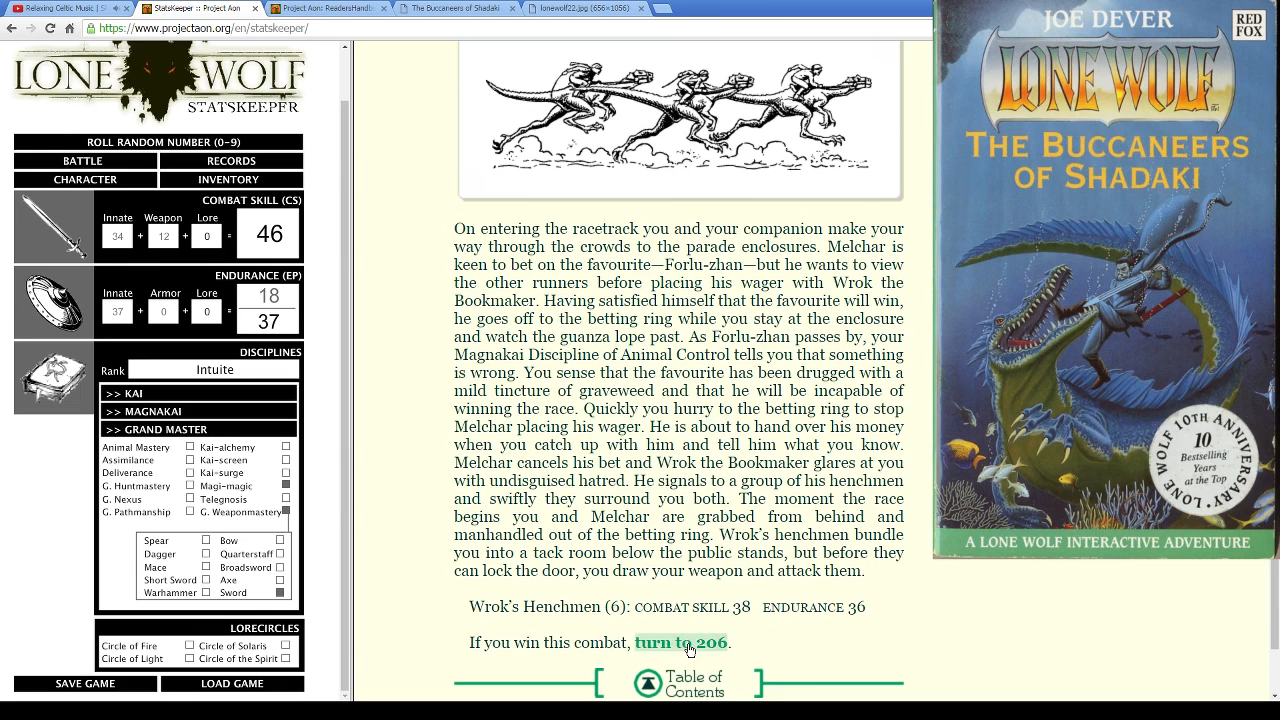 Relaxing Celtic Music | Sl
StatsKeeper :: Project Aon
Project Aon: ReadersHandb
The Buccaneers of Shadaki
lonewolf22.jpg (656×1056)
https://www.projectaon.org/en/statskeeper/
LONE WOLF
STATSKEEPER
ROLL RANDOM NUMBER (0-9)
BATTLE RECORDS
CHARACTER INVENTORY
COMBAT SKILL (CS)
Innate Weapon Lore
34 + 12 + 0 = 46
ENDURANCE (EP)
Innate Armor Lore 18
37 + 0 + 0 = 37
DISCIPLINES
Rank Intuite
>> KAI
>> MAGNAKAI
>> GRAND MASTER
Animal Mastery Kai-alchemy
Assimilance Kai-screen
Deliverance Kai-surge
G. Huntmastery Magi-magic
G. Nexus Telegnosis
G. Pathmanship G. Weaponmastery
Spear Bow
Dagger Quarterstaff
Mace Broadsword
Short Sword Axe
Warhammer Sword
LORECIRCLES
Circle of Fire Circle of Solaris
Circle of Light Circle of the Spirit
SAVE GAME LOAD GAME
On entering the racetrack you and your companion make your
way through the crowds to the parade enclosures. Melchar is
keen to bet on the favourite—Forlu-zhan—but he wants to view
the other runners before placing his wager with Wrok the
Bookmaker. Having satisfied himself that the favourite will win,
he goes off to the betting ring while you stay at the enclosure
and watch the guanza lope past. As Forlu-zhan passes by, your
Magnakai Discipline of Animal Control tells you that something
is wrong. You sense that the favourite has been drugged with a
mild tincture of graveweed and that he will be incapable of
winning the race. Quickly you hurry to the betting ring to stop
Melchar placing his wager. He is about to hand over his money
when you catch up with him and tell him what you know.
Melchar cancels his bet and Wrok the Bookmaker glares at you
with undisguised hatred. He signals to a group of his henchmen
and swiftly they surround you both. The moment the race
begins you and Melchar are grabbed from behind and
manhandled out of the betting ring. Wrok's henchmen bundle
you into a tack room below the public stands, but before they
can lock the door, you draw your weapon and attack them.
Wrok's Henchmen (6): COMBAT SKILL 38 ENDURANCE 36
If you win this combat, turn to 206.
Table of
Contents
JOE DEVER
RED
FOX
LONE WOLF
THE BUCCANEERS
OF SHADAKI
LONE WOLF 10TH ANNIVERSARY
10
Bestselling
Years
at the Top
A LONE WOLF INTERACTIVE ADVENTURE